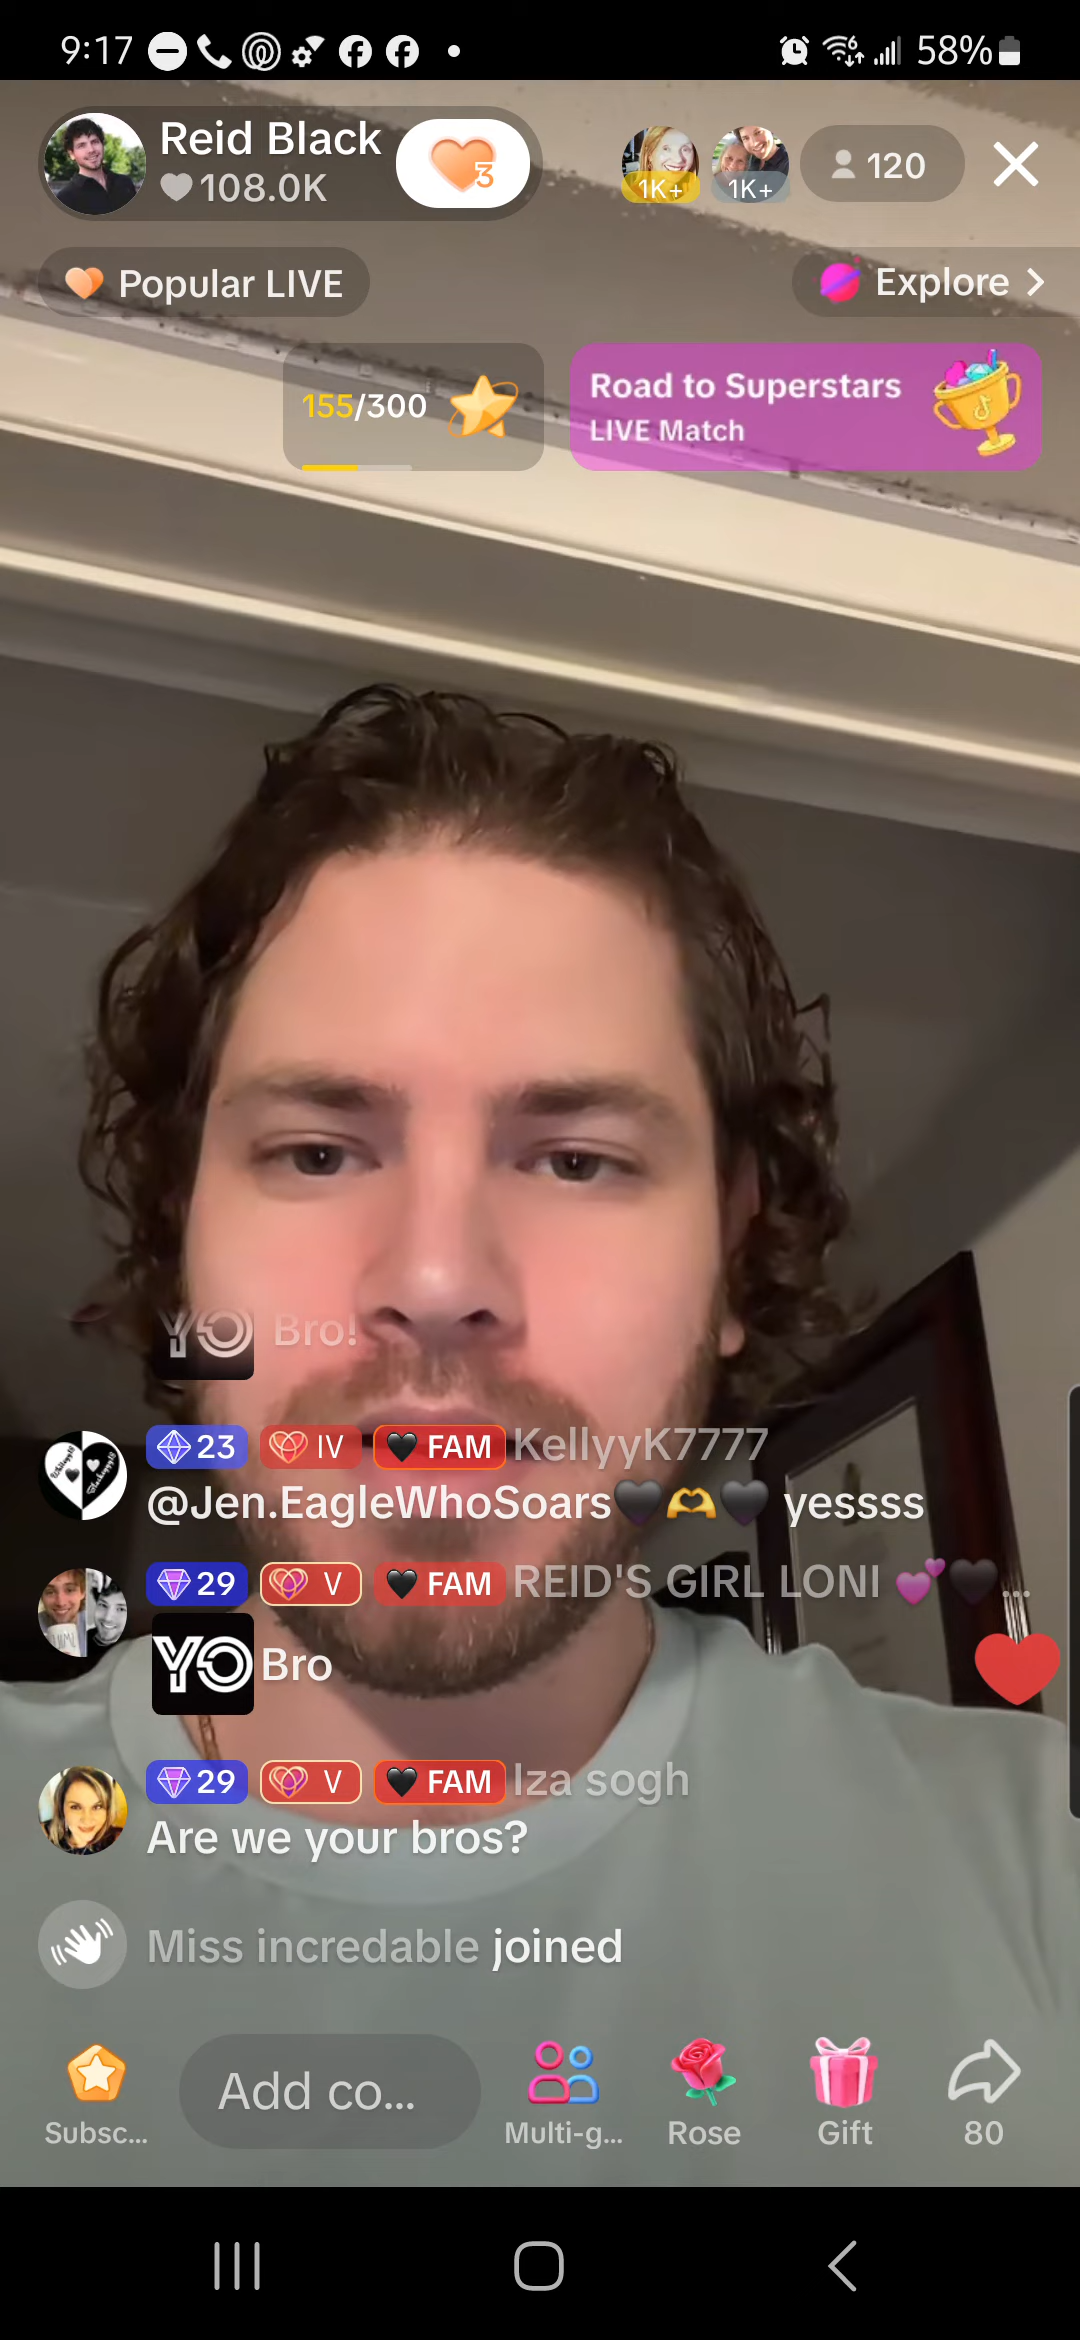 9:17
58%
Reid Black
108.0K
3
1K+
1K+
120
Popular LIVE
Explore
155/300
Road to Superstars
LIVE Match
YO Bro!
23 IV FAM KellyyK7777
@Jen.EagleWhoSoars🖤🫶🖤 yessss
29 V FAM REID'S GIRL LONI 💕🖤...
YO Bro
29 V FAM Iza sogh
Are we your bros?
Miss incredable joined
Subsc...
Add co...
Multi-g...
Rose
Gift
80